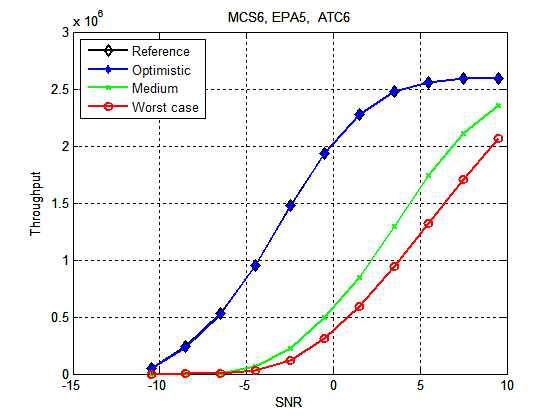 MCS6, EPA5, ATC6
x 10^6
Reference
Optimistic
Medium
Worst case
3
2.5
2
1.5
1
0.5
0
Throughput
-15 -10 -5 0 5 10
SNR